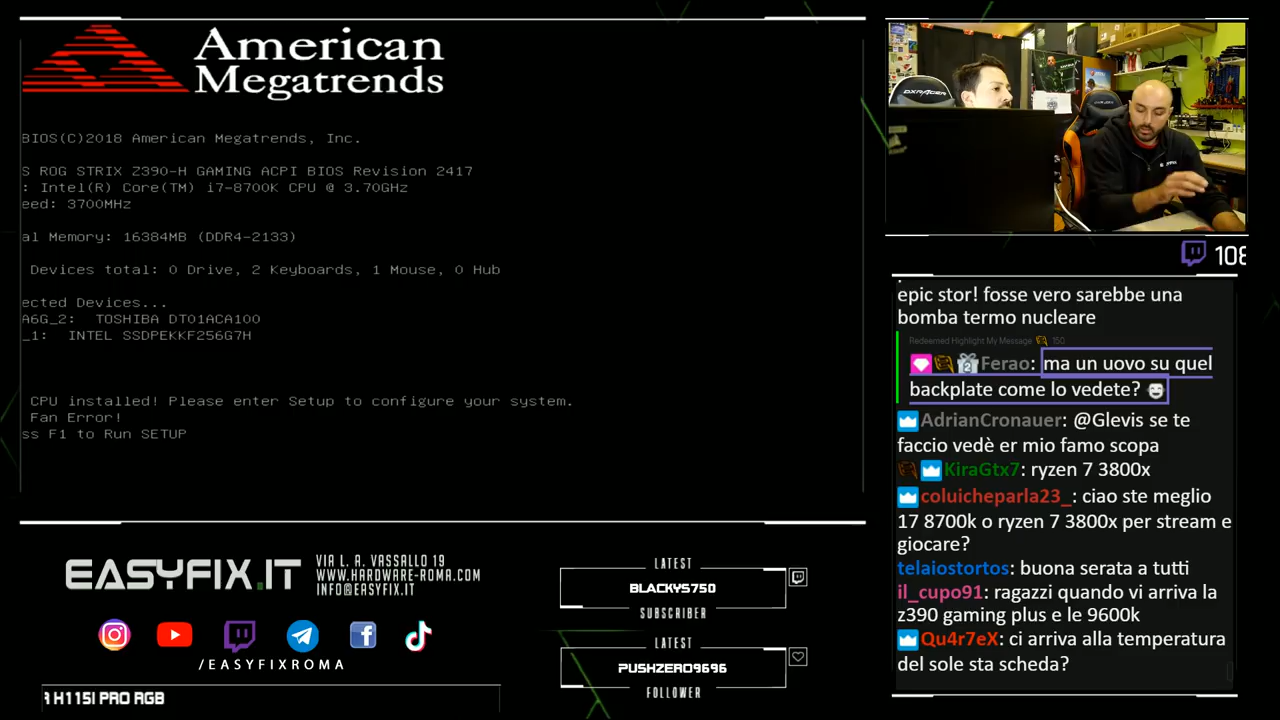 American
Megatrends
BIOS(C)2018 American Megatrends, Inc.
S ROG STRIX Z390-H GAMING ACPI BIOS Revision 2417
: Intel(R) Core(TM) i7-8700K CPU @ 3.70GHz
eed: 3700MHz
al Memory: 16384MB (DDR4-2133)
Devices total: 0 Drive, 2 Keyboards, 1 Mouse, 0 Hub
ected Devices...
A6G_2: TOSHIBA DT01ACA100
_1: INTEL SSDPEKKF256G7H
CPU installed! Please enter Setup to configure your system.
Fan Error!
ss F1 to Run SETUP
DXRACER
108
epic stor! fosse vero sarebbe una
bomba termo nucleare
Redeemed Highlight My Message 150
2 Ferao: ma un uovo su quel
backplate come lo vedete?
AdrianCronauer: @Glevis se te
faccio vedè er mio famo scopa
KiraGtx7: ryzen 7 3800x
coluicheparla23_: ciao ste meglio
17 8700k o ryzen 7 3800x per stream e
giocare?
telaiostortos: buona serata a tutti
il_cupo91: ragazzi quando vi arriva la
z390 gaming plus e le 9600k
Qu4r7eX: ci arriva alla temperatura
del sole sta scheda?
EASYFIX.IT
VIA L. A. VASSALLO 19
WWW.HARDWARE-ROMA.COM
INFO@EASYFIX.IT
/EASYFIXROMA
LATEST
BLACKY5750
SUBSCRIBER
LATEST
PUSHZERO9696
FOLLOWER
H115I PRO RGB